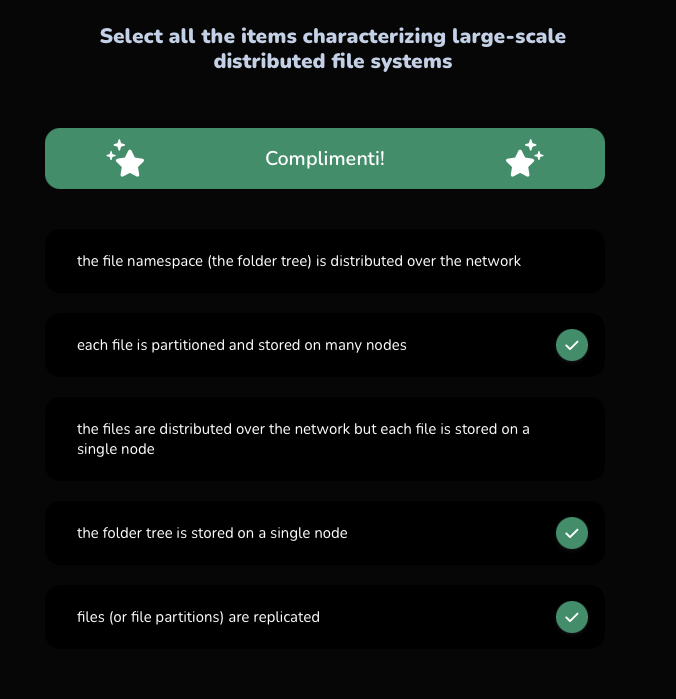 Select all the items characterizing large-scale
distributed file systems
Complimenti!
the file namespace (the folder tree) is distributed over the network
each file is partitioned and stored on many nodes
the files are distributed over the network but each file is stored on a
single node
the folder tree is stored on a single node
files (or file partitions) are replicated